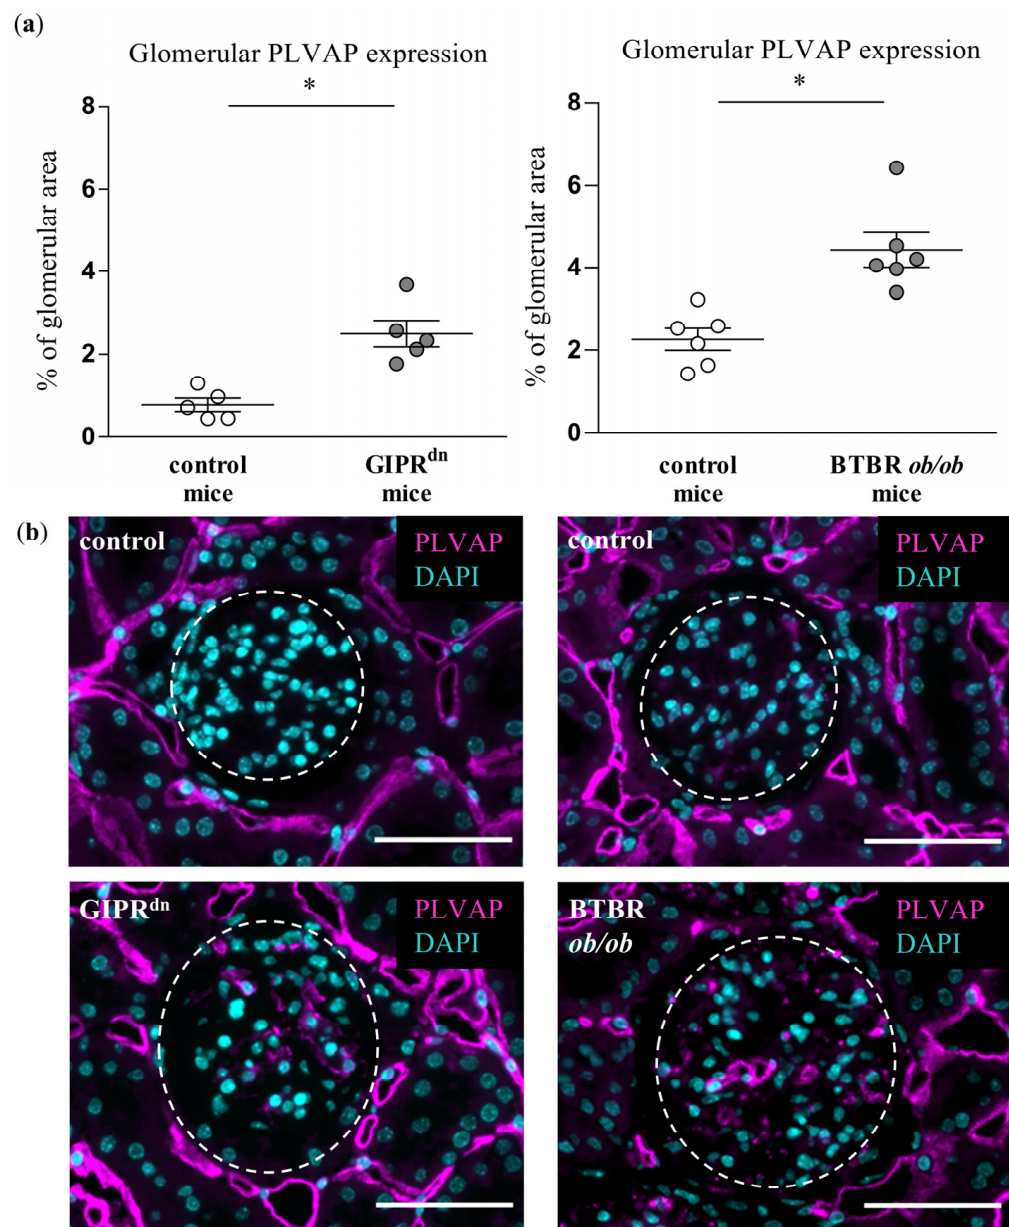 (a)
Glomerular PLVAP expression
*
% of glomerular area
8
6
4
2
0
control
mice
GIPRdn
mice
Glomerular PLVAP expression
*
% of glomerular area
8
6
4
2
0
control
mice
BTBR ob/ob
mice
(b)
control
PLVAP
DAPI
control
PLVAP
DAPI
GIPRdn
PLVAP
DAPI
BTBR
ob/ob
PLVAP
DAPI